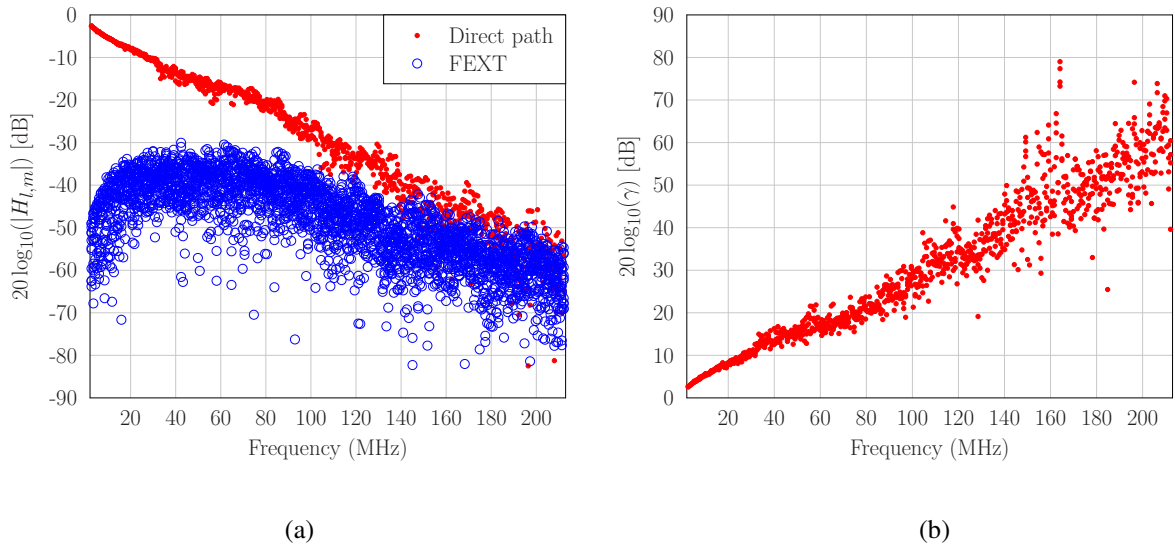 0
-10
-20
-30
-40
-50
-60
-70
-80
-90
20 40 60 80 100 120 140 160 180 200
Frequency (MHz)
20 log10(|Hl,m|) [dB]
Direct path
FEXT
(a)
90
80
70
60
50
40
30
20
10
0
20 40 60 80 100 120 140 160 180 200
Frequency (MHz)
20 log10(γ) [dB]
(b)